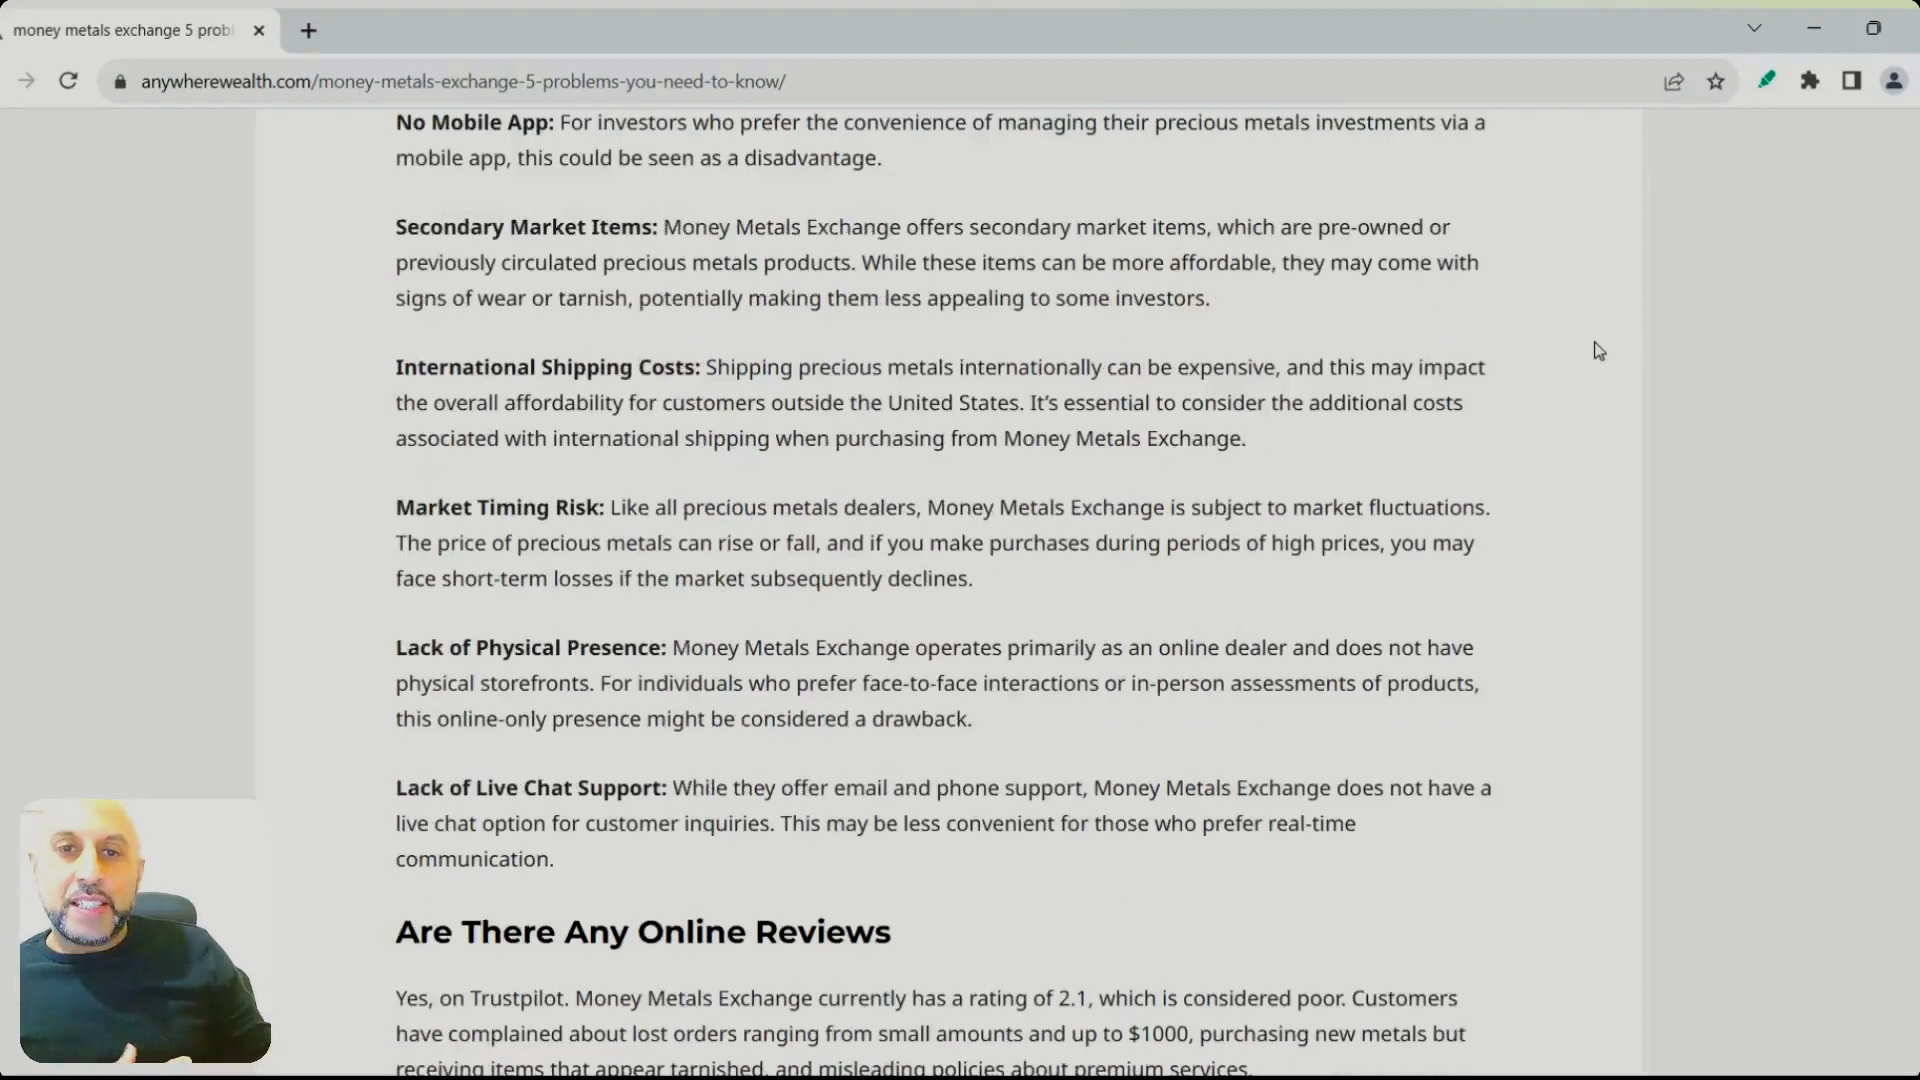 money metals exchange 5 prob
anywherewealth.com/money-metals-exchange-5-problems-you-need-to-know/
No Mobile App: For investors who prefer the convenience of managing their precious metals investments via a
mobile app, this could be seen as a disadvantage.
Secondary Market Items: Money Metals Exchange offers secondary market items, which are pre-owned or
previously circulated precious metals products. While these items can be more affordable, they may come with
signs of wear or tarnish, potentially making them less appealing to some investors.
International Shipping Costs: Shipping precious metals internationally can be expensive, and this may impact
the overall affordability for customers outside the United States. It’s essential to consider the additional costs
associated with international shipping when purchasing from Money Metals Exchange.
Market Timing Risk: Like all precious metals dealers, Money Metals Exchange is subject to market fluctuations.
The price of precious metals can rise or fall, and if you make purchases during periods of high prices, you may
face short-term losses if the market subsequently declines.
Lack of Physical Presence: Money Metals Exchange operates primarily as an online dealer and does not have
physical storefronts. For individuals who prefer face-to-face interactions or in-person assessments of products,
this online-only presence might be considered a drawback.
Lack of Live Chat Support: While they offer email and phone support, Money Metals Exchange does not have a
live chat option for customer inquiries. This may be less convenient for those who prefer real-time
communication.
Are There Any Online Reviews
Yes, on Trustpilot. Money Metals Exchange currently has a rating of 2.1, which is considered poor. Customers
have complained about lost orders ranging from small amounts and up to $1000, purchasing new metals but
receiving items that appear tarnished, and misleading policies about premium services.